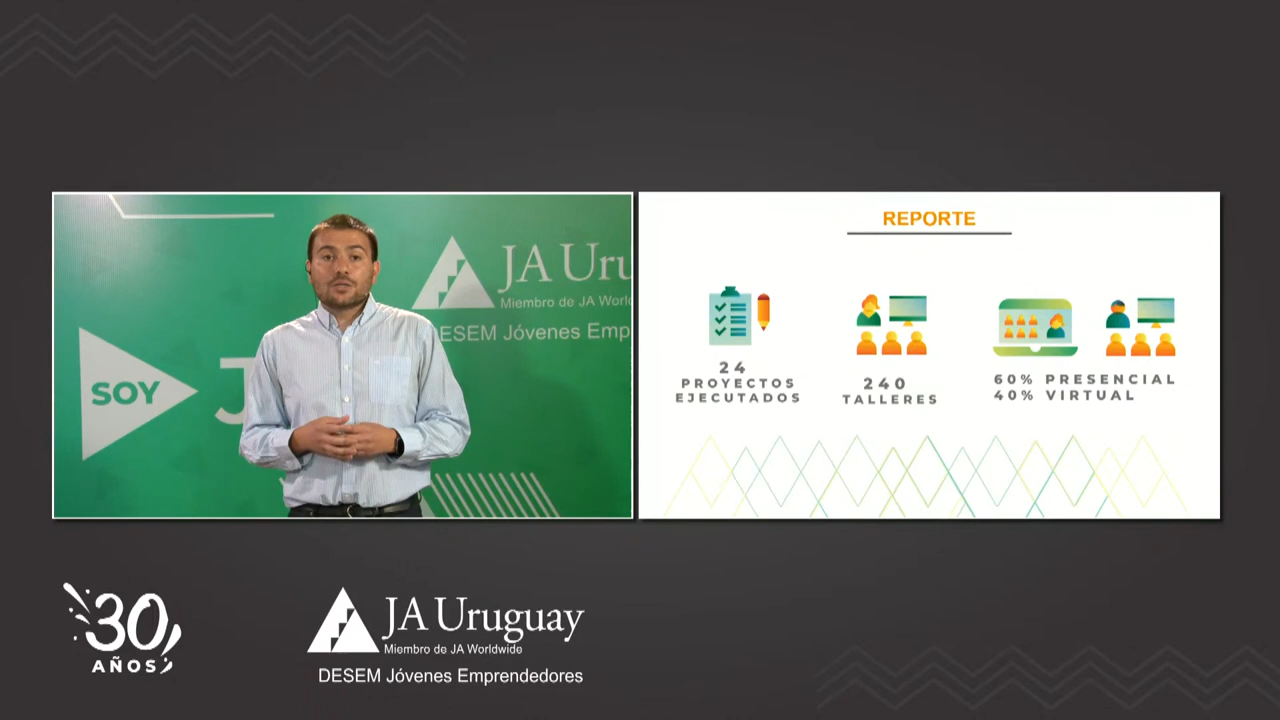 JA Uru
Miembro de JA World
DESEM Jóvenes Emp
SOY
J
REPORTE
24
PROYECTOS
EJECUTADOS
240
TALLERES
60% PRESENCIAL
40% VIRTUAL
30
AÑOS
JA Uruguay
Miembro de JA Worldwide
DESEM Jóvenes Emprendedores